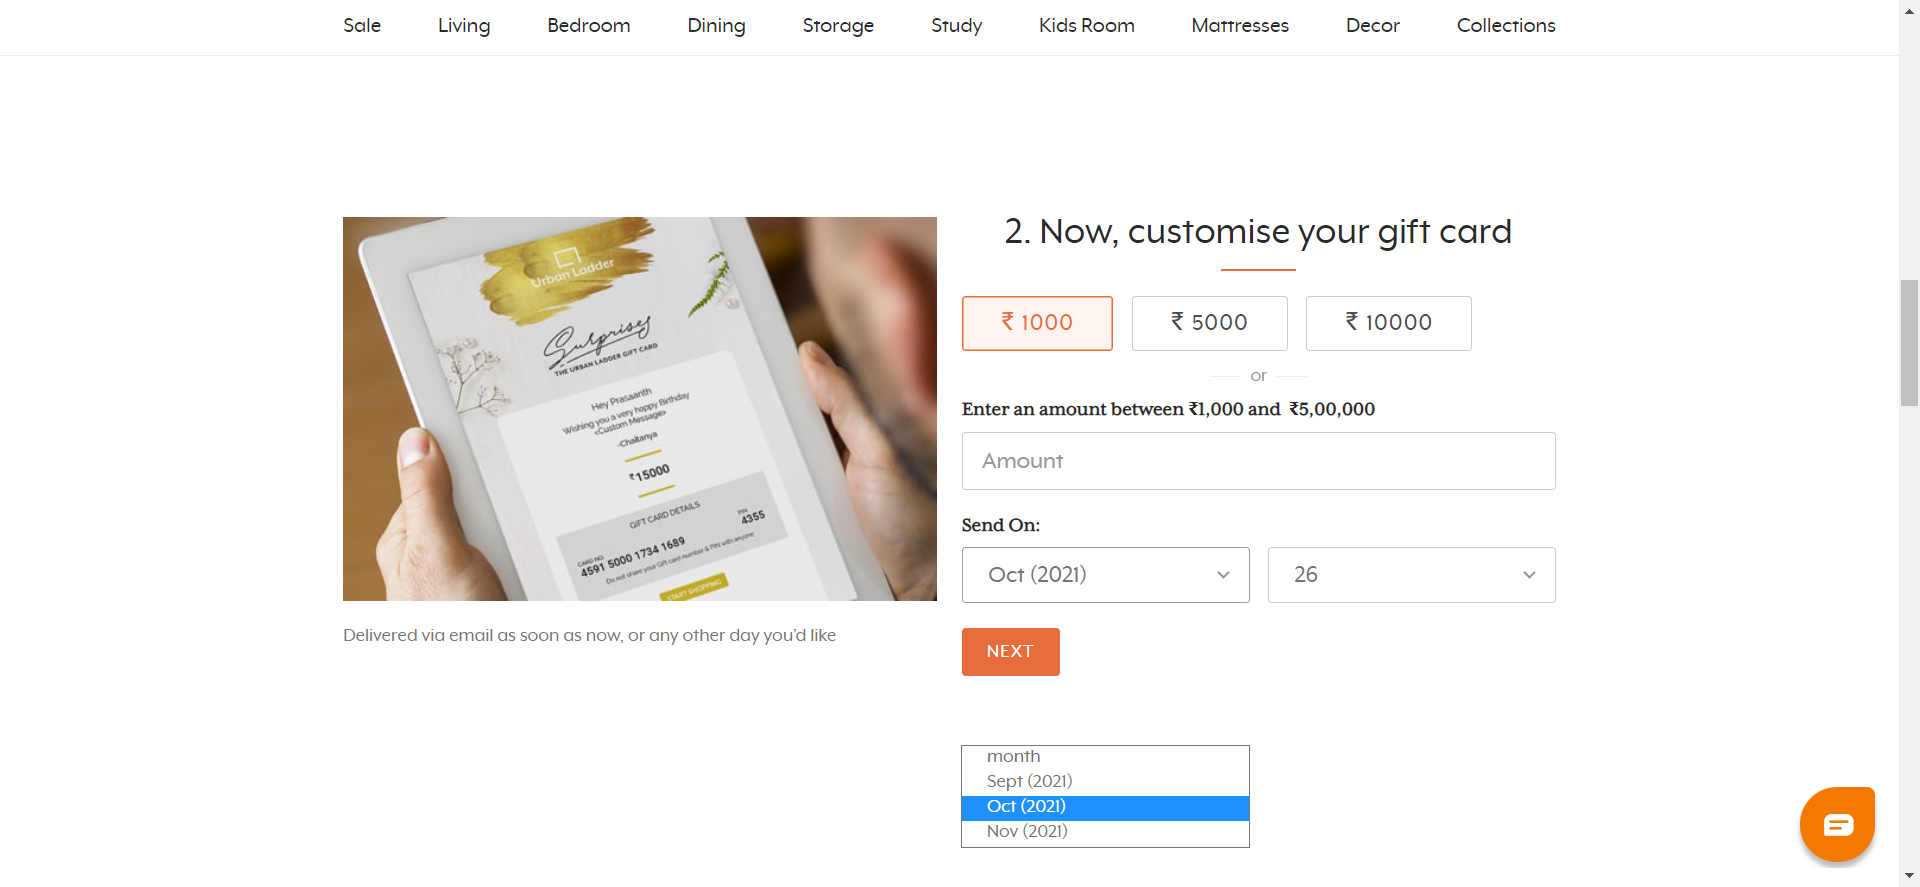 Sale Living Bedroom Dining Storage Study Kids Room Mattresses Decor Collections
Urban Ladder
Surprises
THE URBAN LADDER GIFT CARD
Hey Prasaanth
Wishing you a very happy Birthday
<Custom Message>
-Chaitanya
₹15000
GIFT CARD DETAILS
CARD NO. PIN
4591 5000 1734 1689 4355
Do not share your Gift card number & PIN with anyone
START SHOPPING
Delivered via email as soon as now, or any other day you'd like
2. Now, customise your gift card
₹ 1000 ₹ 5000 ₹ 10000
or
Enter an amount between ₹1,000 and ₹5,00,000
Amount
Send On:
Oct (2021) 26
NEXT
month
Sept (2021)
Oct (2021)
Nov (2021)